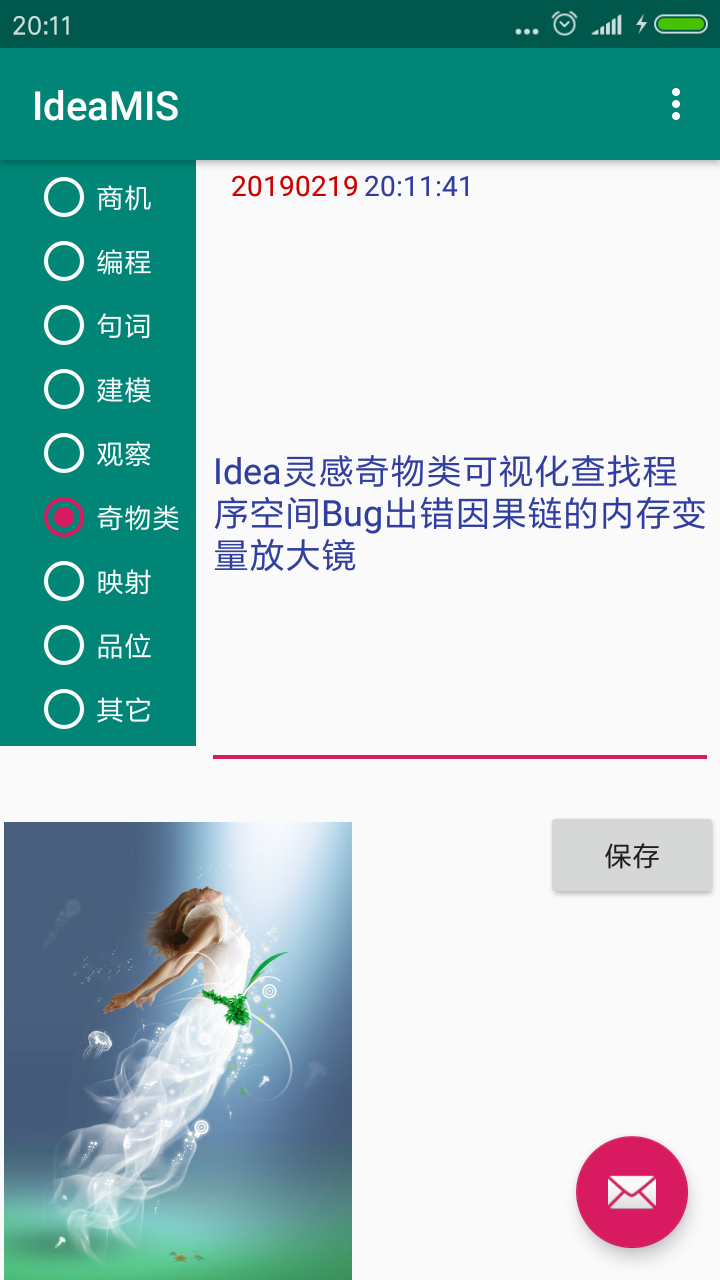 20:11
IdeaMIS
商机
编程
句词
建模
观察
奇物类
映射
品位
其它
20190219 20:11:41
Idea灵感奇物类可视化查找程
序空间Bug出错因果链的内存变
量放大镜
保存